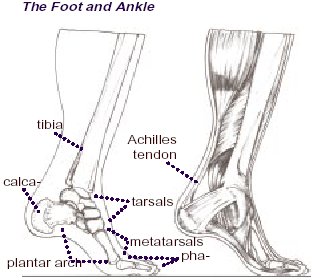 The Foot and Ankle
tibia
Achilles
tendon
calca-
tarsals
metatarsals
pha-
plantar arch